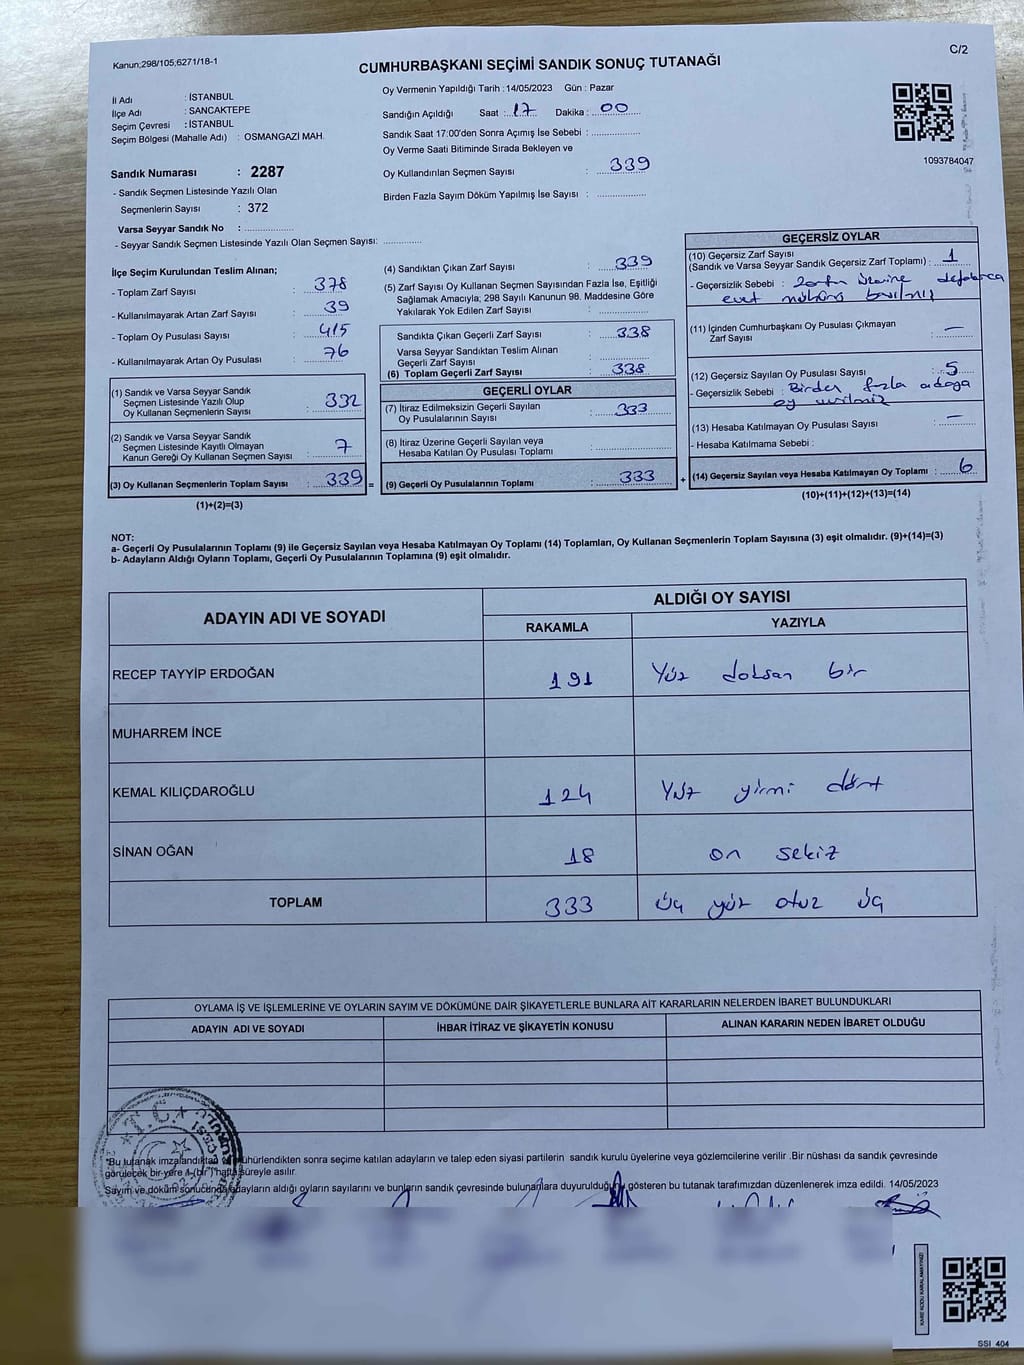 Kanun;298/105;6271/18-1
C/2
CUMHURBAŞKANI SEÇİMİ SANDIK SONUÇ TUTANAĞI
İl Adı : İSTANBUL
İlçe Adı : SANCAKTEPE
Seçim Çevresi : İSTANBUL
Seçim Bölgesi (Mahalle Adı) : OSMANGAZİ MAH.
Sandık Numarası : 2287
- Sandık Seçmen Listesinde Yazılı Olan
Seçmenlerin Sayısı : 372
Varsa Seyyar Sandık No :
- Seyyar Sandık Seçmen Listesinde Yazılı Olan Seçmen Sayısı:
Oy Vermenin Yapıldığı Tarih :14/05/2023 Gün : Pazar
Sandığın Açıldığı Saat : 17 Dakika : 00
Sandık Saat 17:00'den Sonra Açımış İse Sebebi :
Oy Verme Saati Bitiminde Sırada Bekleyen ve
Oy Kullandırılan Seçmen Sayısı : 339
Birden Fazla Sayım Döküm Yapılmış İse Sayısı :
1093784047
İlçe Seçim Kurulundan Teslim Alınan;
- Toplam Zarf Sayısı : 378
- Kullanılmayarak Artan Zarf Sayısı : 39
- Toplam Oy Pusulası Sayısı : 415
- Kullanılmayarak Artan Oy Pusulası : 76
(1) Sandık ve Varsa Seyyar Sandık
Seçmen Listesinde Yazılı Olup
Oy Kullanan Seçmenlerin Sayısı : 332
(2) Sandık ve Varsa Seyyar Sandık
Seçmen Listesinde Kayıtlı Olmayan
Kanun Gereği Oy Kullanan Seçmen Sayısı : 7
(3) Oy Kullanan Seçmenlerin Toplam Sayısı : 339 =
(1)+(2)=(3)
(4) Sandıktan Çıkan Zarf Sayısı : 339
(5) Zarf Sayısı Oy Kullanan Seçmen Sayısından Fazla İse, Eşitliği
Sağlamak Amacıyla; 298 Sayılı Kanunun 98. Maddesine Göre
Yakılarak Yok Edilen Zarf Sayısı :
Sandıkta Çıkan Geçerli Zarf Sayısı : 338
Varsa Seyyar Sandıktan Teslim Alınan
Geçerli Zarf Sayısı :
(6) Toplam Geçerli Zarf Sayısı : 338
GEÇERLİ OYLAR
(7) İtiraz Edilmeksizin Geçerli Sayılan
Oy Pusulalarının Sayısı : 333
(8) İtiraz Üzerine Geçerli Sayılan veya
Hesaba Katılan Oy Pusulası Toplamı :
(9) Geçerli Oy Pusulalarının Toplamı : 333 +
GEÇERSİZ OYLAR
(10) Geçersiz Zarf Sayısı
(Sandık ve Varsa Seyyar Sandık Geçersiz Zarf Toplamı) : 1
- Geçersizlik Sebebi : Zarfın üzerine defalarca
evet mührü basılmış
(11) İçinden Cumhurbaşkanı Oy Pusulası Çıkmayan
Zarf Sayısı : —
(12) Geçersiz Sayılan Oy Pusulası Sayısı : 5
- Geçersizlik Sebebi : Birden fazla adaya
oy verilmiş
(13) Hesaba Katılmayan Oy Pusulası Sayısı : —
- Hesaba Katılmama Sebebi :
(14) Geçersiz Sayılan veya Hesaba Katılmayan Oy Toplamı : 6
(10)+(11)+(12)+(13)=(14)
NOT:
a- Geçerli Oy Pusulalarının Toplamı (9) ile Geçersiz Sayılan veya Hesaba Katılmayan Oy Toplamı (14) Toplamları, Oy Kullanan Seçmenlerin Toplam Sayısına (3) eşit olmalıdır. (9)+(14)=(3)
b- Adayların Aldığı Oyların Toplamı, Geçerli Oy Pusulalarının Toplamına (9) eşit olmalıdır.
ADAYIN ADI VE SOYADI
ALDIĞI OY SAYISI
RAKAMLA YAZIYLA
RECEP TAYYİP ERDOĞAN 191 Yüz doksan bir
MUHARREM İNCE
KEMAL KILIÇDAROĞLU 124 Yüz yirmi dört
SİNAN OĞAN 18 on sekiz
TOPLAM 333 üç yüz otuz üç
OYLAMA İŞ VE İŞLEMLERİNE VE OYLARIN SAYIM VE DÖKÜMÜNE DAİR ŞİKAYETLERLE BUNLARA AİT KARARLARIN NELERDEN İBARET BULUNDUKLARI
ADAYIN ADI VE SOYADI İHBAR İTİRAZ VE ŞİKAYETİN KONUSU ALINAN KARARIN NEDEN İBARET OLDUĞU
T.C.
*Bu tutanak imzalandıktan ve mühürlendikten sonra seçime katılan adayların ve talep eden siyasi partilerin sandık kurulu üyelerine veya gözlemcilerine verilir .Bir nüshası da sandık çevresinde
görülecek bir yere 1 (bir) hafta süreyle asılır.
Sayım ve döküm sonucunda adayların aldığı oyların sayılarını ve bunların sandık çevresinde bulunanlara duyurulduğunu gösteren bu tutanak tarafımızdan düzenlenerek imza edildi. 14/05/2023
KARE KODU KARALAMAYINIZ!
SSI 404